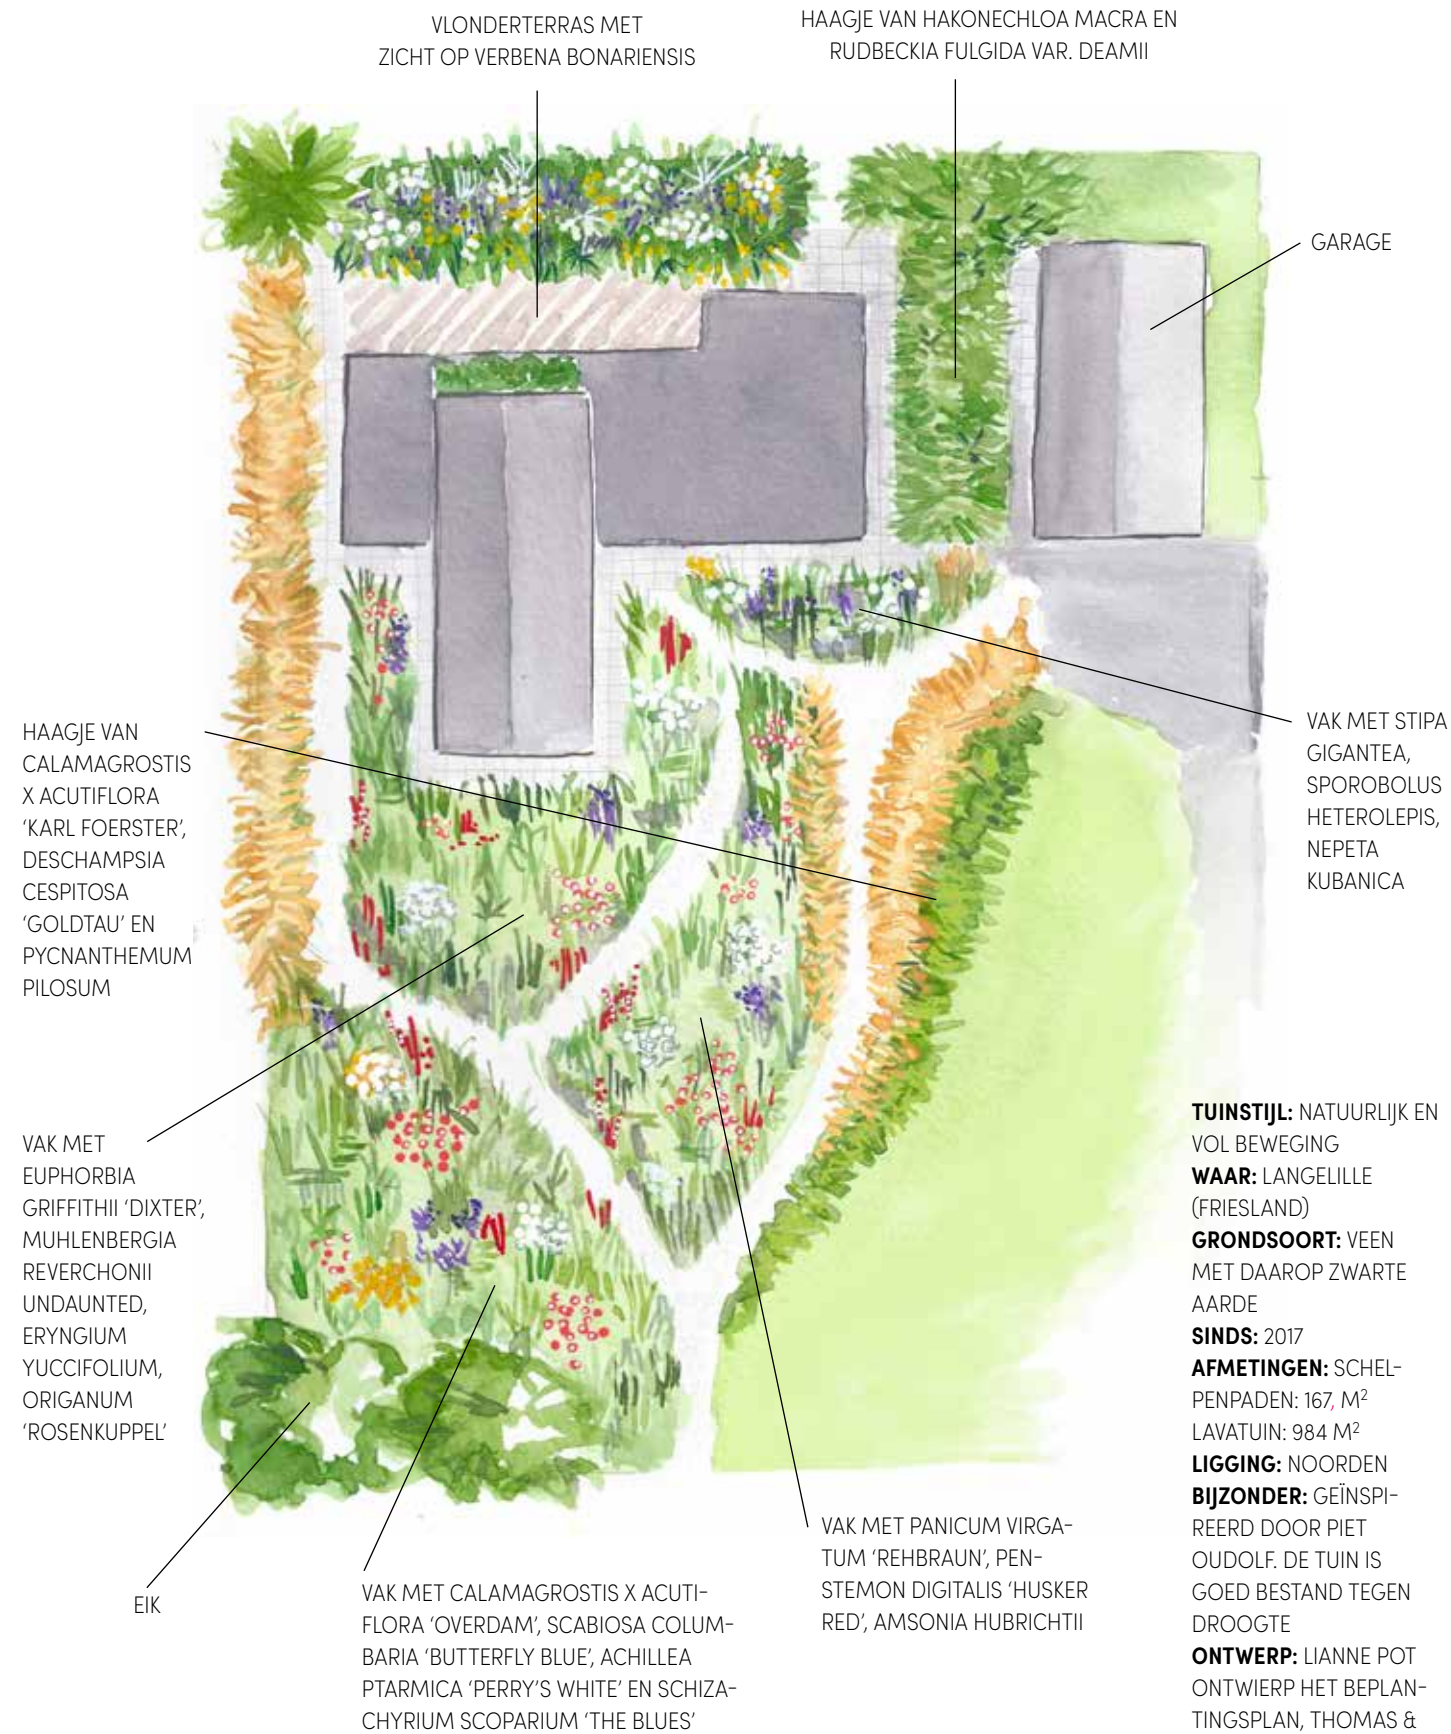 VLONDERTERRAS MET
ZICHT OP VERBENA BONARIENSIS
HAAGJE VAN HAKONECHLOA MACRA EN
RUDBECKIA FULGIDA VAR. DEAMII
GARAGE
HAAGJE VAN
CALAMAGROSTIS
X ACUTIFLORA
‘KARL FOERSTER’,
DESCHAMPSIA
CESPITOSA
‘GOLDTAU’ EN
PYCNANTHEMUM
PILOSUM
VAK MET STIPA
GIGANTEA,
SPOROBOLUS
HETEROLEPIS,
NEPETA
KUBANICA
VAK MET
EUPHORBIA
GRIFFITHII ‘DIXTER’,
MUHLENBERGIA
REVERCHONII
UNDAUNTED,
ERYNGIUM
YUCCIFOLIUM,
ORIGANUM
‘ROSENKUPPEL’
EIK
VAK MET CALAMAGROSTIS X ACUTI-
FLORA ‘OVERDAM’, SCABIOSA COLUM-
BARIA ‘BUTTERFLY BLUE’, ACHILLEA
PTARMICA ‘PERRY’S WHITE’ EN SCHIZA-
CHYRIUM SCOPARIUM ‘THE BLUES’
VAK MET PANICUM VIRGA-
TUM ‘REHBRAUN’, PEN-
STEMON DIGITALIS ‘HUSKER
RED’, AMSONIA HUBRICHTII
TUINSTIJL: NATUURLIJK EN
VOL BEWEGING
WAAR: LANGELILLE
(FRIESLAND)
GRONDSOORT: VEEN
MET DAAROP ZWARTE
AARDE
SINDS: 2017
AFMETINGEN: SCHEL-
PENPADEN: 167, M²
LAVATUIN: 984 M²
LIGGING: NOORDEN
BIJZONDER: GEÏNSPI-
REERD DOOR PIET
OUDOLF. DE TUIN IS
GOED BESTAND TEGEN
DROOGTE
ONTWERP: LIANNE POT
ONTWIERP HET BEPLAN-
TINGSPLAN, THOMAS &